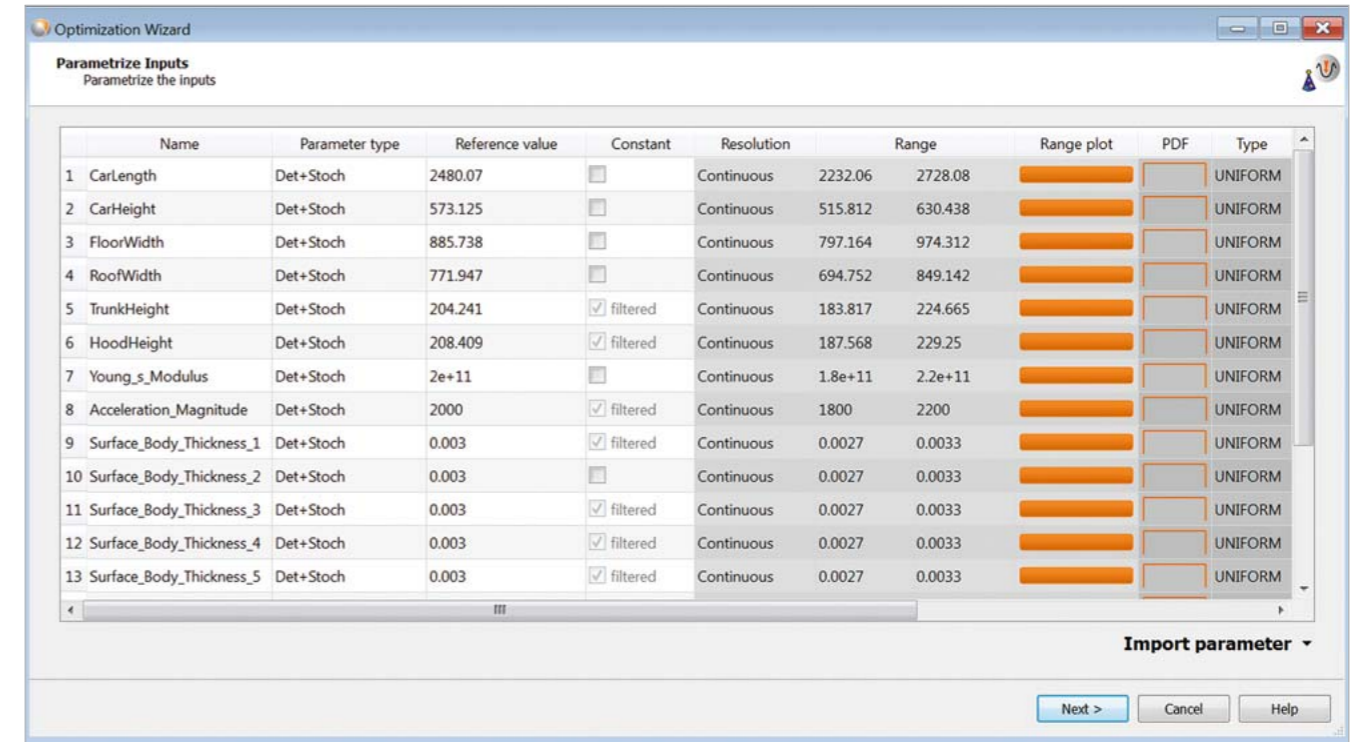 Optimization Wizard
Parametrize Inputs
Parametrize the inputs
Name Parameter type Reference value Constant Resolution Range Range plot PDF Type
1 CarLength Det+Stoch 2480.07 Continuous 2232.06 2728.08 UNIFORM
2 CarHeight Det+Stoch 573.125 Continuous 515.812 630.438 UNIFORM
3 FloorWidth Det+Stoch 885.738 Continuous 797.164 974.312 UNIFORM
4 RoofWidth Det+Stoch 771.947 Continuous 694.752 849.142 UNIFORM
5 TrunkHeight Det+Stoch 204.241 filtered Continuous 183.817 224.665 UNIFORM
6 HoodHeight Det+Stoch 208.409 filtered Continuous 187.568 229.25 UNIFORM
7 Young_s_Modulus Det+Stoch 2e+11 Continuous 1.8e+11 2.2e+11 UNIFORM
8 Acceleration_Magnitude Det+Stoch 2000 filtered Continuous 1800 2200 UNIFORM
9 Surface_Body_Thickness_1 Det+Stoch 0.003 filtered Continuous 0.0027 0.0033 UNIFORM
10 Surface_Body_Thickness_2 Det+Stoch 0.003 Continuous 0.0027 0.0033 UNIFORM
11 Surface_Body_Thickness_3 Det+Stoch 0.003 filtered Continuous 0.0027 0.0033 UNIFORM
12 Surface_Body_Thickness_4 Det+Stoch 0.003 filtered Continuous 0.0027 0.0033 UNIFORM
13 Surface_Body_Thickness_5 Det+Stoch 0.003 filtered Continuous 0.0027 0.0033 UNIFORM
Import parameter
Next > Cancel Help